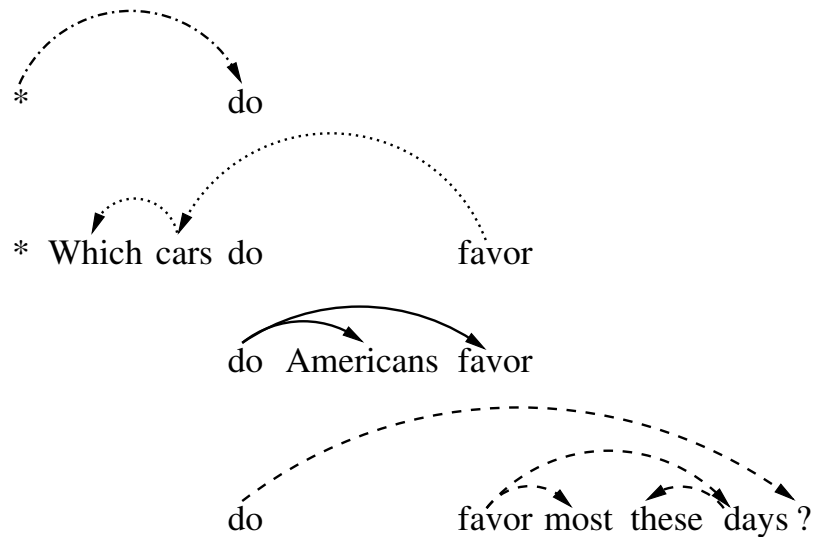 * do
* Which cars do favor
do Americans favor
do favor most these days ?